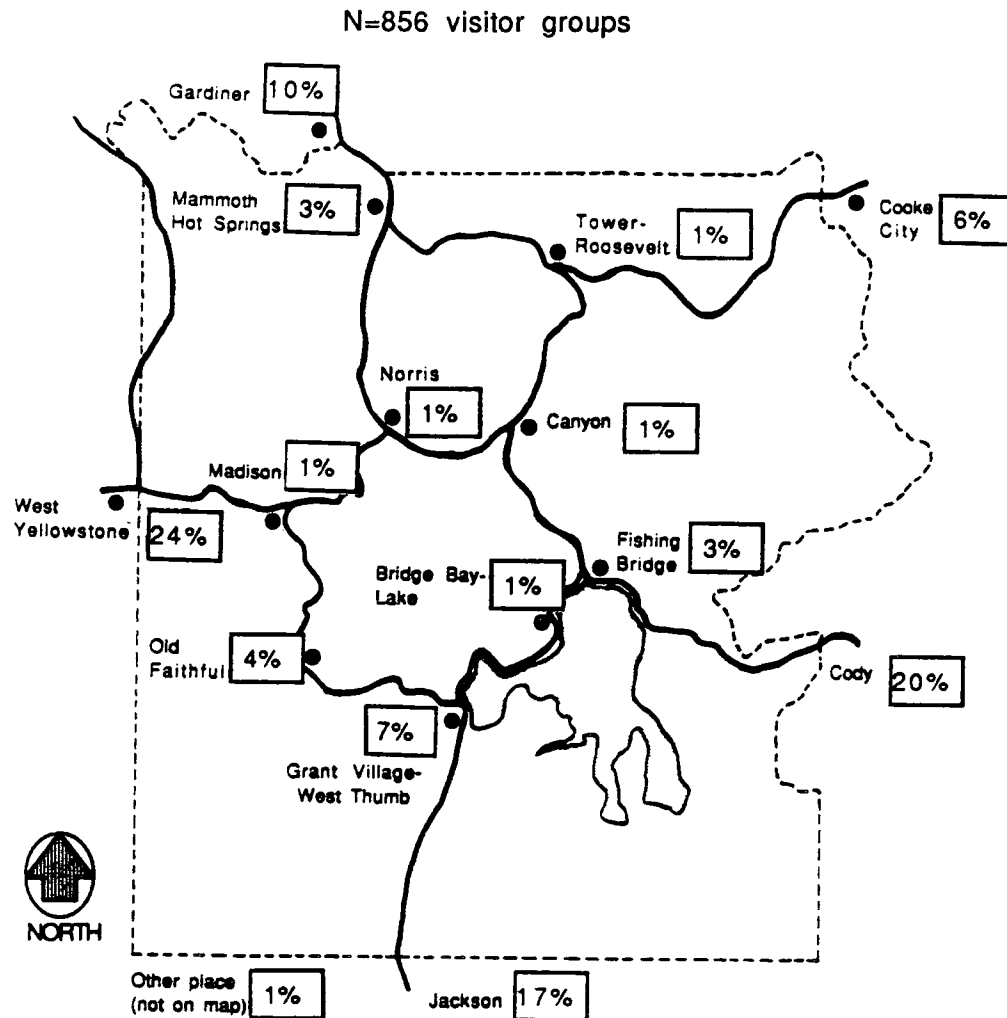 N=856 visitor groups
Gardiner 10%
Mammoth
Hot Springs 3%
Tower-
Roosevelt 1%
Cooke
City 6%
Norris
1%
Canyon 1%
Madison 1%
West
Yellowstone 24%
Fishing
Bridge 3%
Bridge Bay-
Lake 1%
Old
Faithful 4%
Cody 20%
7%
Grant Village-
West Thumb
NORTH
Other place
(not on map) 1%
Jackson 17%